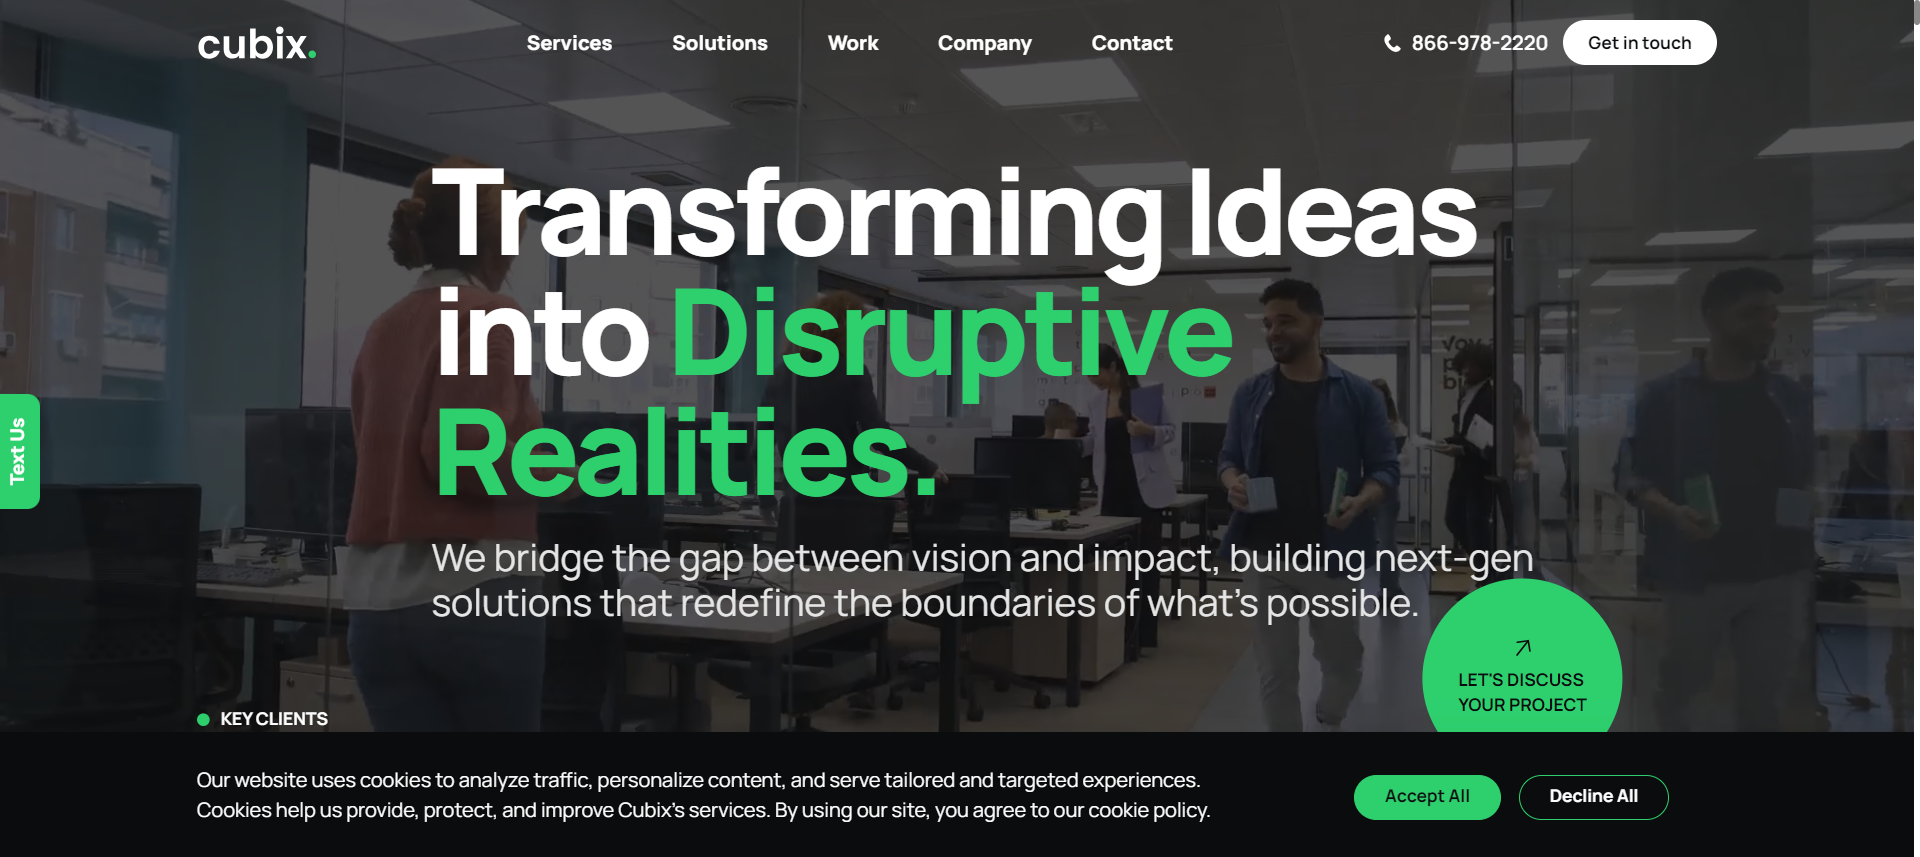 cubix.
Services
Solutions
Work
Company
Contact
866-978-2220
Get in touch
Transforming Ideas
into Disruptive
Realities.
Text Us
We bridge the gap between vision and impact, building next-gen
solutions that redefine the boundaries of what's possible.
LET'S DISCUSS
YOUR PROJECT
KEY CLIENTS
Our website uses cookies to analyze traffic, personalize content, and serve tailored and targeted experiences.
Cookies help us provide, protect, and improve Cubix's services. By using our site, you agree to our cookie policy.
Accept All
Decline All